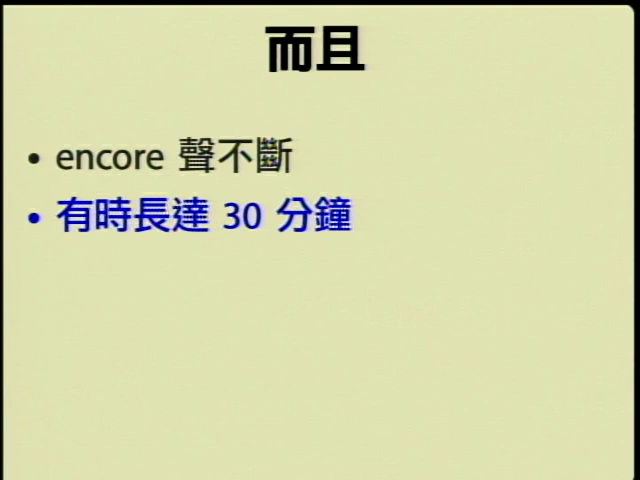 而且
• encore 聲不斷
• 有時長達 30 分鐘